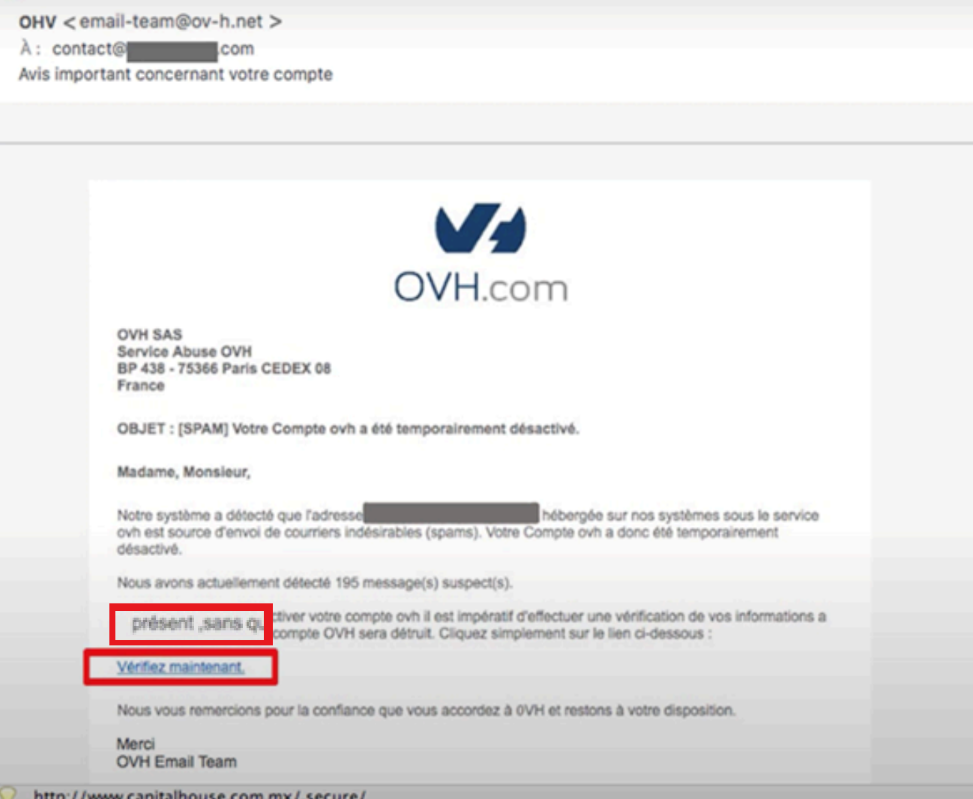 OHV < email-team@ov-h.net >
À : contact@ .com
Avis important concernant votre compte
OVH.com
OVH SAS
Service Abuse OVH
BP 438 - 75366 Paris CEDEX 08
France
OBJET : [SPAM] Votre Compte ovh a été temporairement désactivé.
Madame, Monsieur,
Notre système a détecté que l'adresse hébergée sur nos systèmes sous le service
ovh est source d'envoi de courriers indésirables (spams). Votre Compte ovh a donc été temporairement
désactivé.
Nous avons actuellement détecté 195 message(s) suspect(s).
présent ,sans qu ctiver votre compte ovh il est impératif d'effectuer une vérification de vos informations a
compte OVH sera détruit. Cliquez simplement sur le lien ci-dessous :
Vérifiez maintenant.
Nous vous remercions pour la confiance que vous accordez à 0VH et restons à votre disposition.
Merci
OVH Email Team
http://www.capitalhouse.com.mx/.secure/